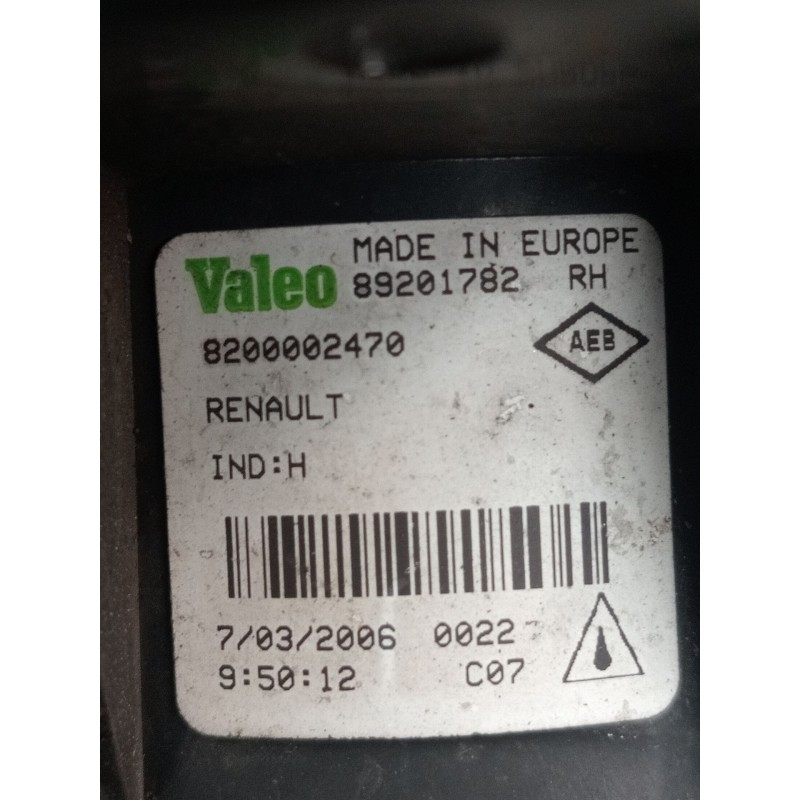 Valeo MADE IN EUROPE
89201782 RH
8200002470 AEB
RENAULT
IND:H
7/03/2006 0022
9:50:12 C07